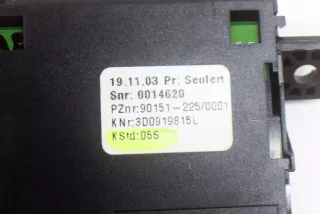 19.11.03 Pr: Seufert
Snr: 0014620
PZnr:90151-225/0001
KNr:3D0919815L
KStd:05S